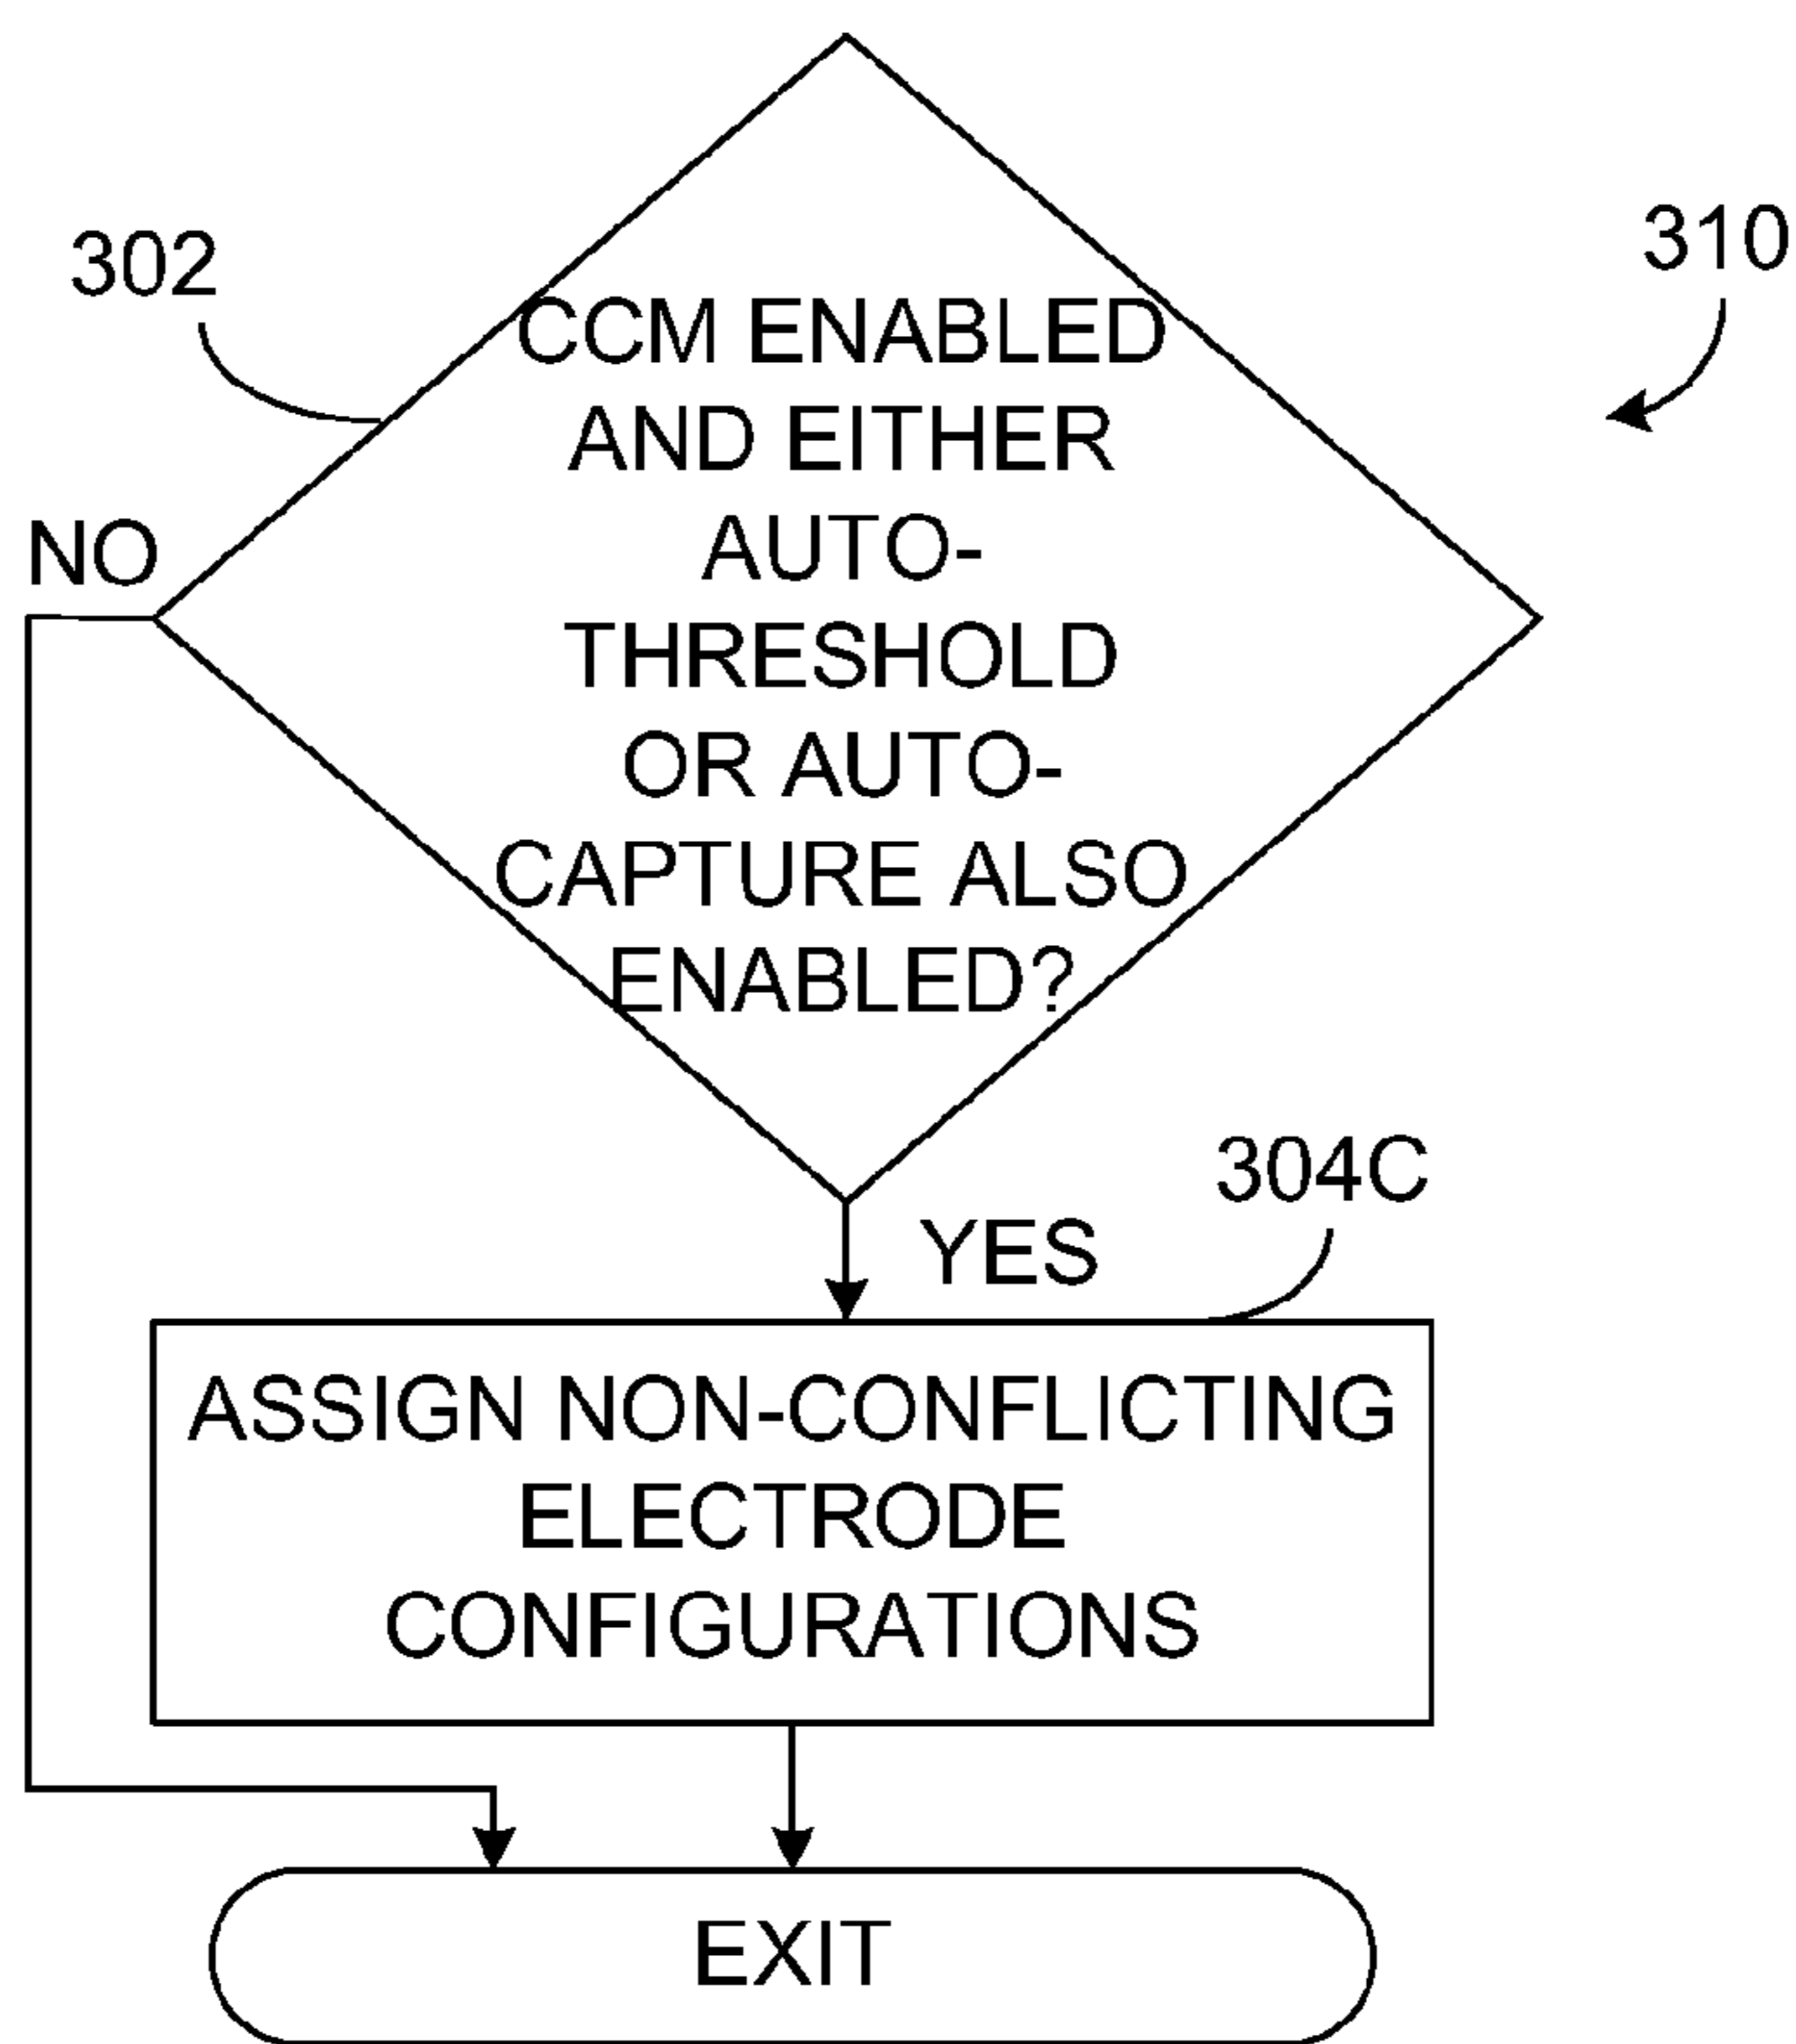 302
310
CCM ENABLED
AND EITHER
AUTO-
THRESHOLD
OR AUTO-
CAPTURE ALSO
ENABLED?
NO
YES
304C
ASSIGN NON-CONFLICTING
ELECTRODE
CONFIGURATIONS
EXIT